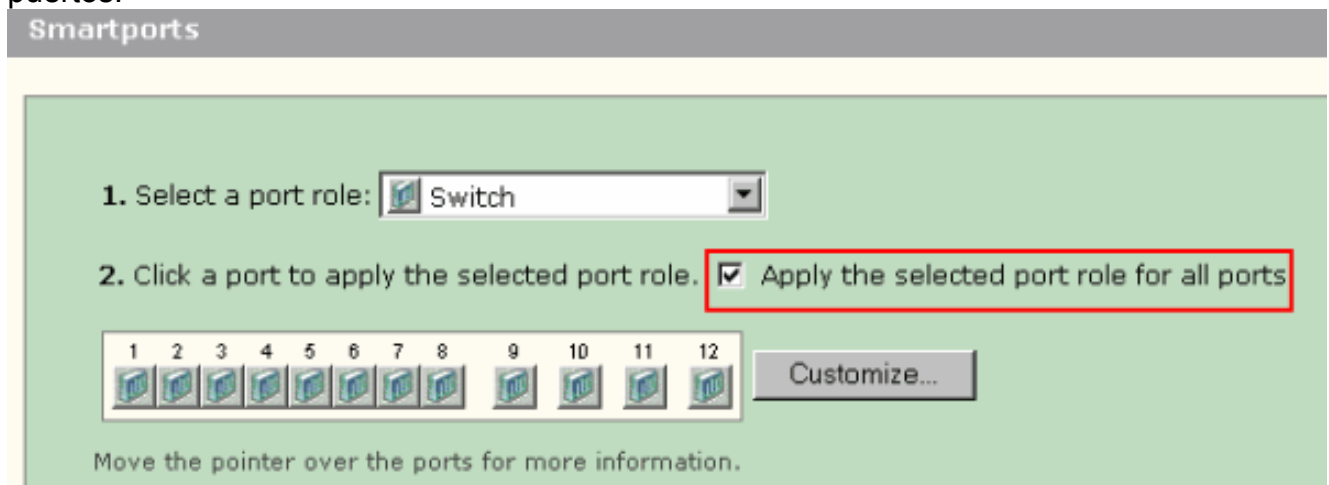 puertos.
Smartports
1. Select a port role: Switch
2. Click a port to apply the selected port role. Apply the selected port role for all ports
1 2 3 4 5 6 7 8 9 10 11 12
Customize...
Move the pointer over the ports for more information.